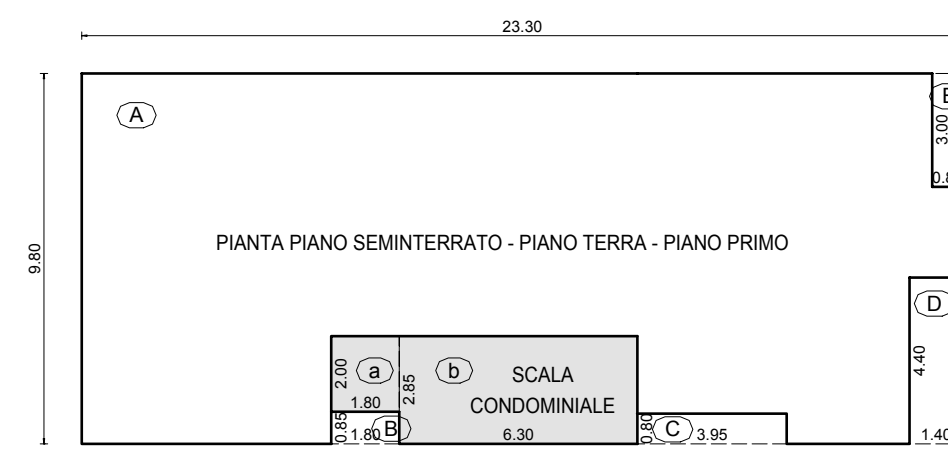 23.30
A
3.00
9.80
PIANTA PIANO SEMINTERRATO - PIANO TERRA - PIANO PRIMO
D
4.40
2.00
a
1.80
2.85
b
SCALA
CONDOMINIALE
0.85
1.80
B
6.30
0.80
C
3.95
1.40